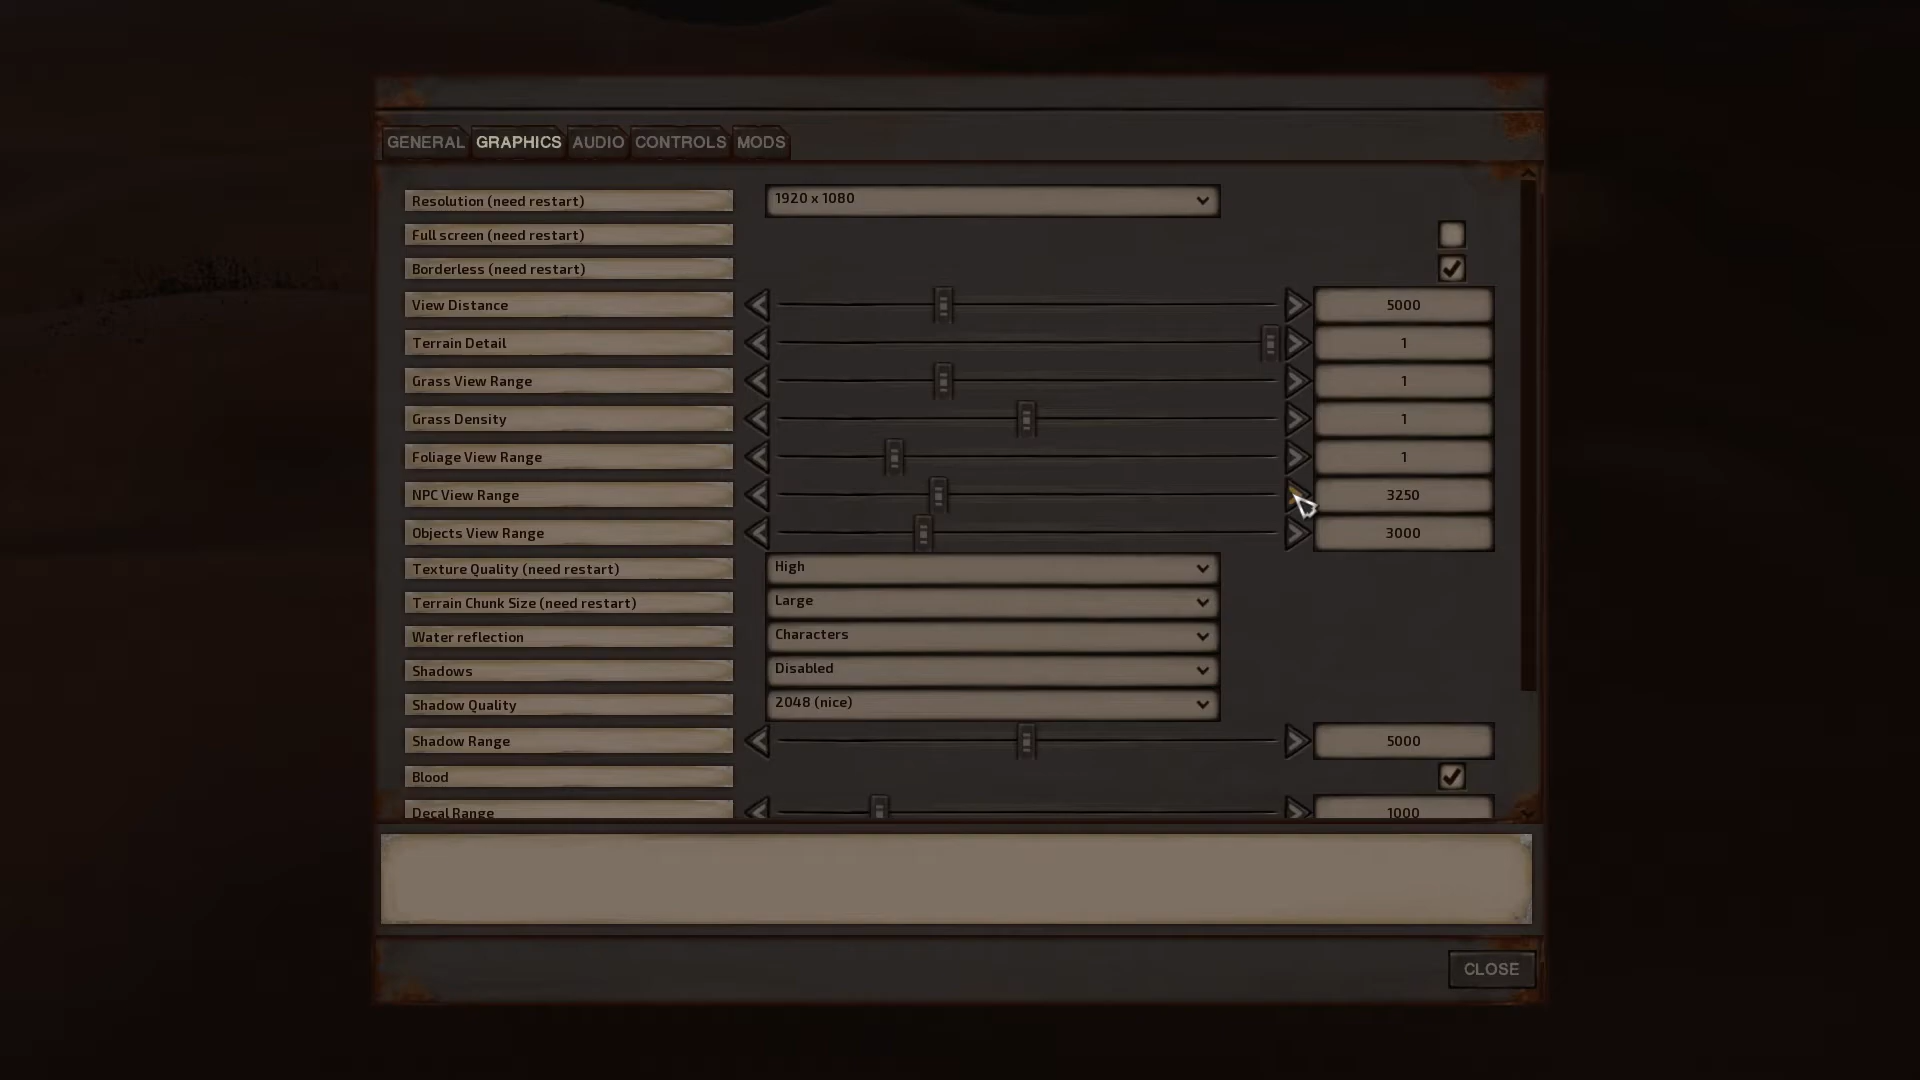 GENERAL GRAPHICS AUDIO CONTROLS MODS
Resolution (need restart) 1920 x 1080
Full screen (need restart)
Borderless (need restart)
View Distance 5000
Terrain Detail 1
Grass View Range 1
Grass Density 1
Foliage View Range 1
NPC View Range 3250
Objects View Range 3000
Texture Quality (need restart) High
Terrain Chunk Size (need restart) Large
Water reflection Characters
Shadows Disabled
Shadow Quality 2048 (nice)
Shadow Range 5000
Blood
Decal Range 1000
CLOSE